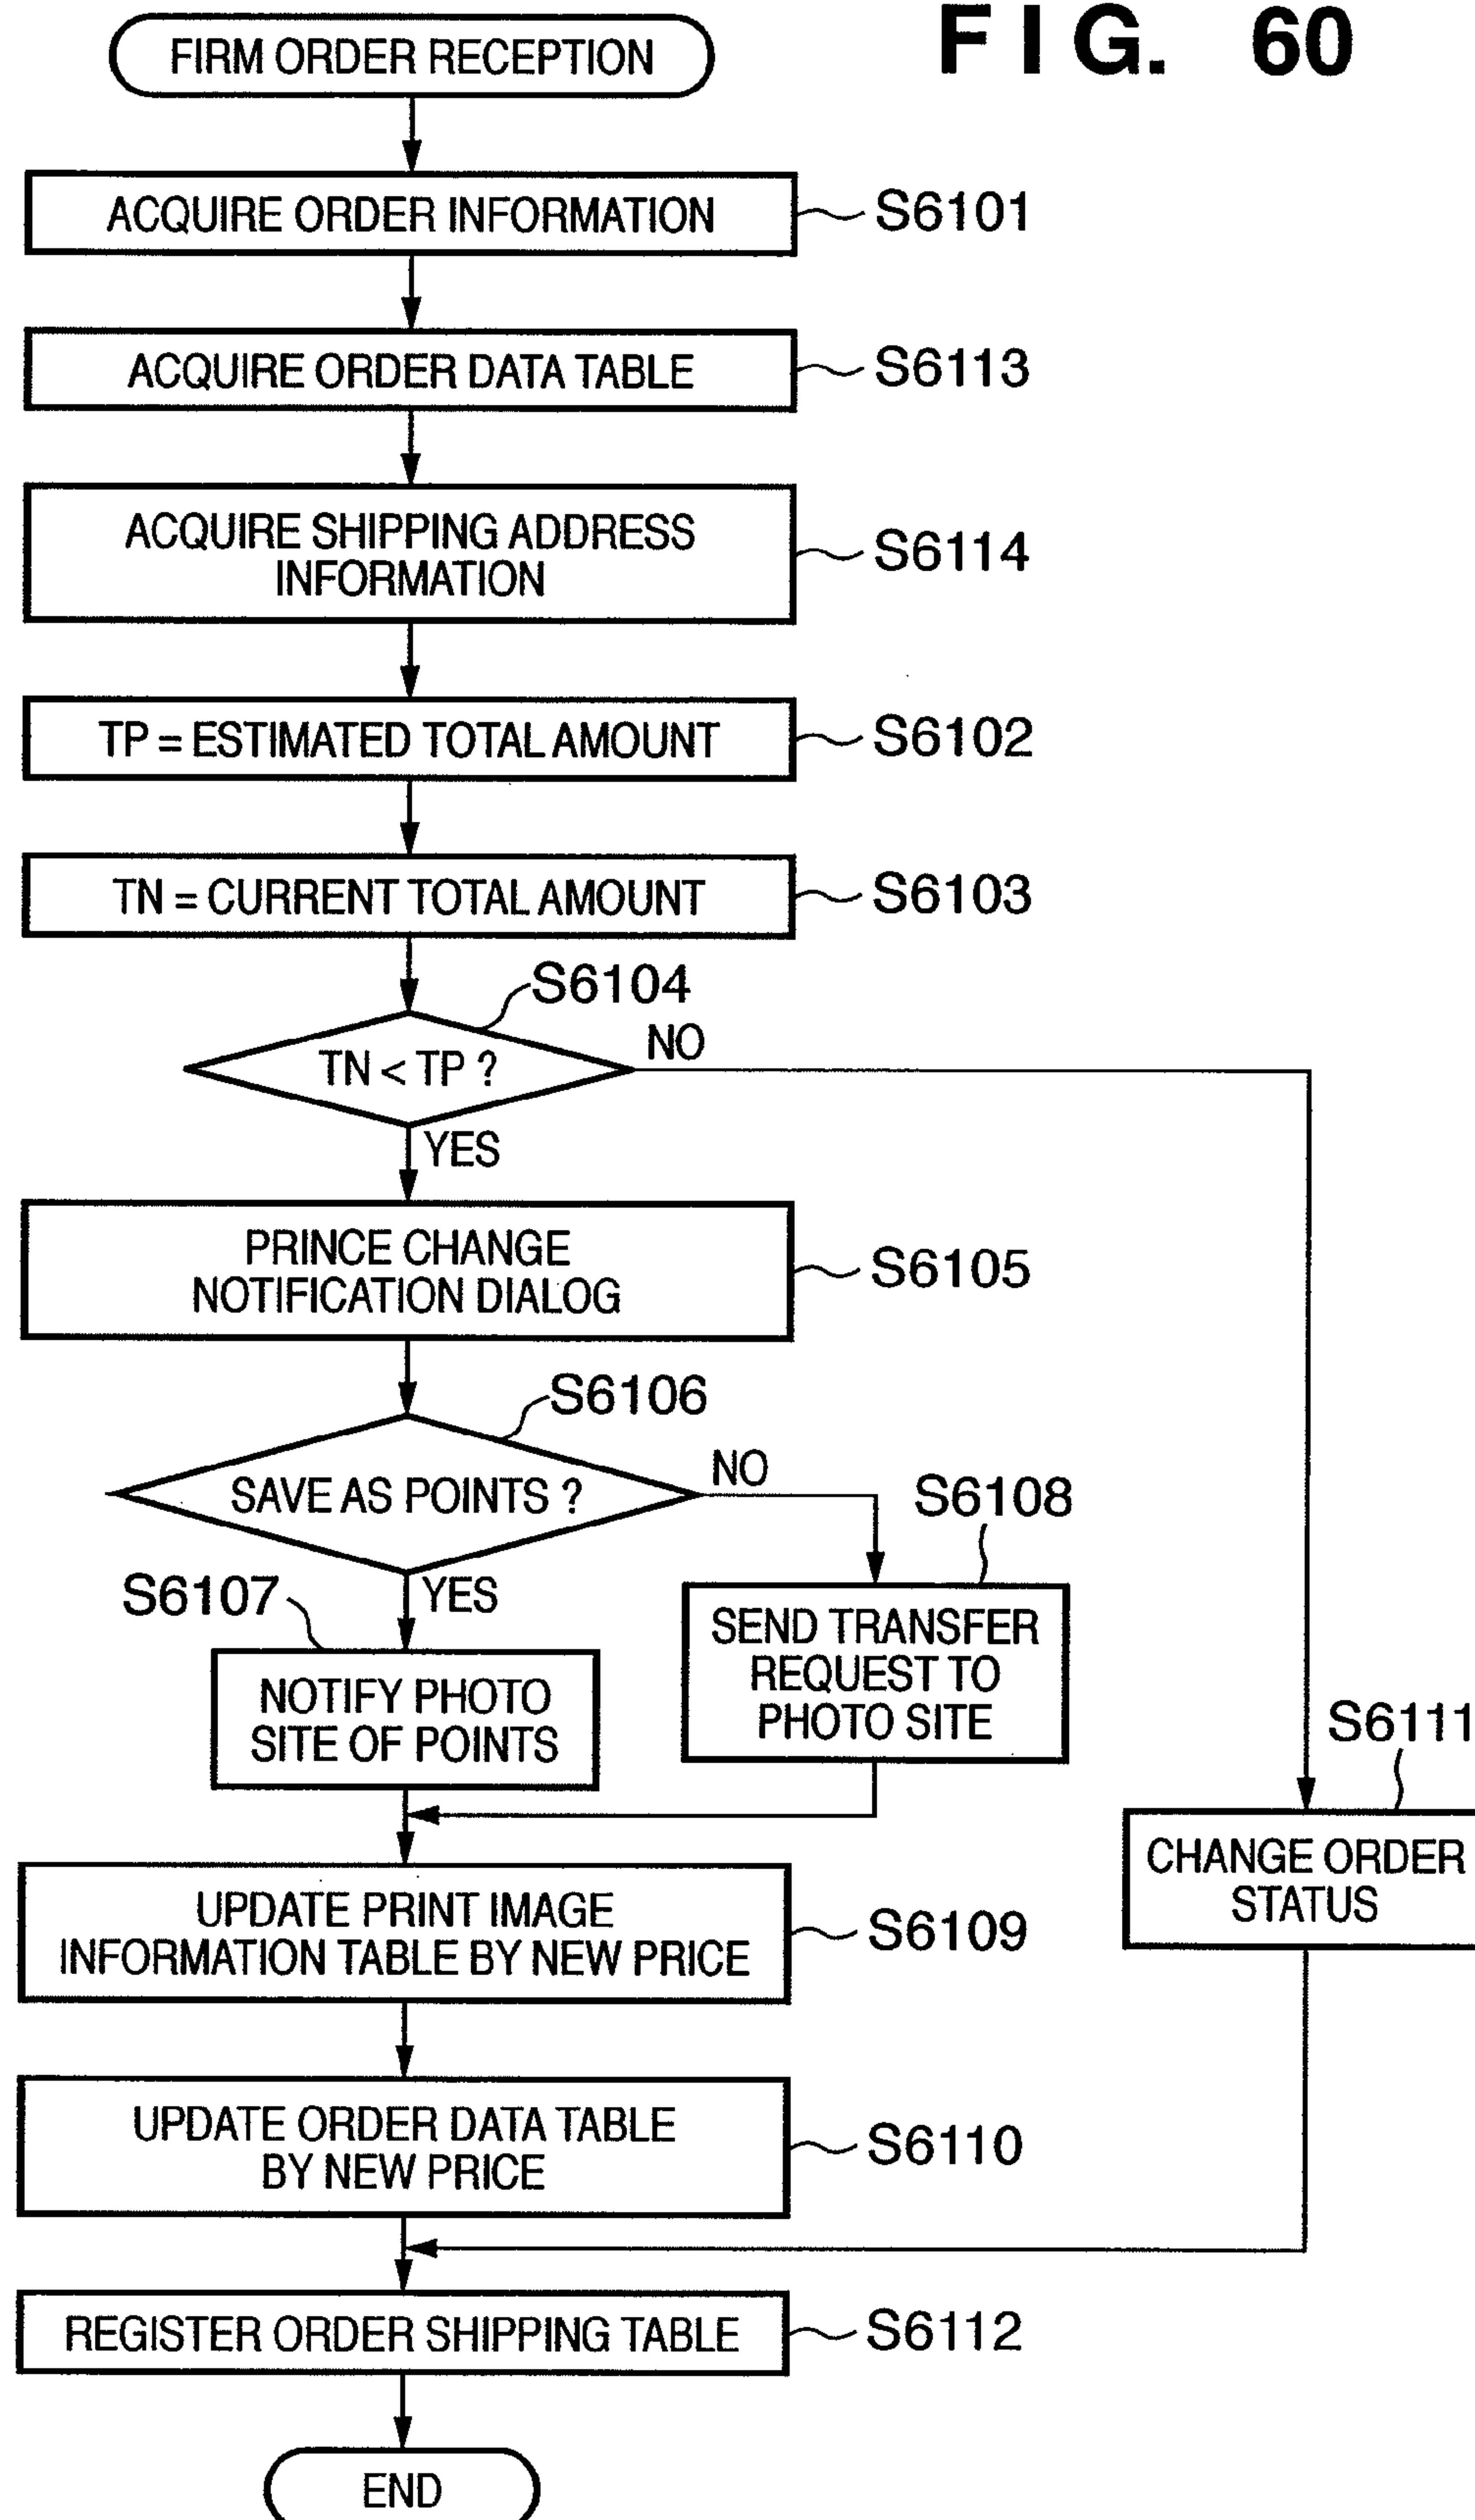 FIG. 60
FIRM ORDER RECEPTION
ACQUIRE ORDER INFORMATION
S6101
ACQUIRE ORDER DATA TABLE
S6113
ACQUIRE SHIPPING ADDRESS
INFORMATION
S6114
TP = ESTIMATED TOTAL AMOUNT
S6102
TN = CURRENT TOTAL AMOUNT
S6103
S6104
TN < TP ?
NO
YES
PRINCE CHANGE
NOTIFICATION DIALOG
S6105
S6106
SAVE AS POINTS ?
NO
YES
S6108
SEND TRANSFER
REQUEST TO
PHOTO SITE
S6107
NOTIFY PHOTO
SITE OF POINTS
S6111
CHANGE ORDER
STATUS
UPDATE PRINT IMAGE
INFORMATION TABLE BY NEW PRICE
S6109
UPDATE ORDER DATA TABLE
BY NEW PRICE
S6110
REGISTER ORDER SHIPPING TABLE
S6112
END